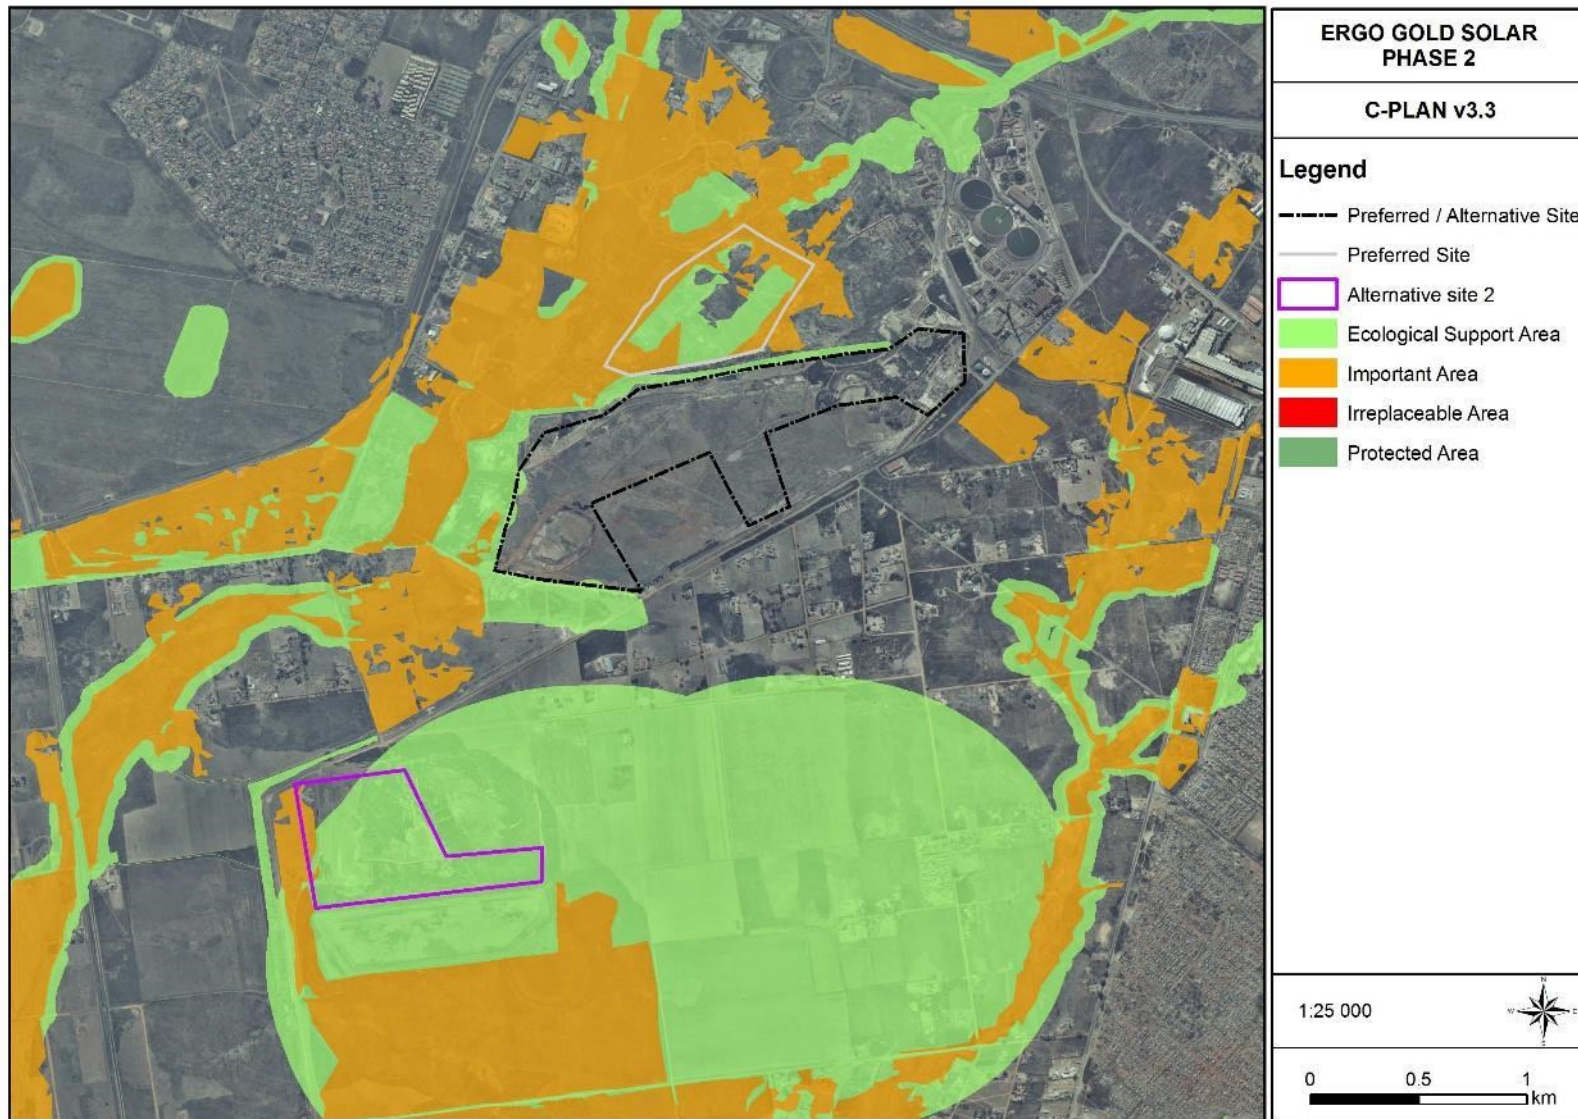 ERGO GOLD SOLAR
PHASE 2
C-PLAN v3.3
Legend
Preferred / Alternative Site
Preferred Site
Alternative site 2
Ecological Support Area
Important Area
Irreplaceable Area
Protected Area
1:25 000
N
W E
S
0 0.5 1
km